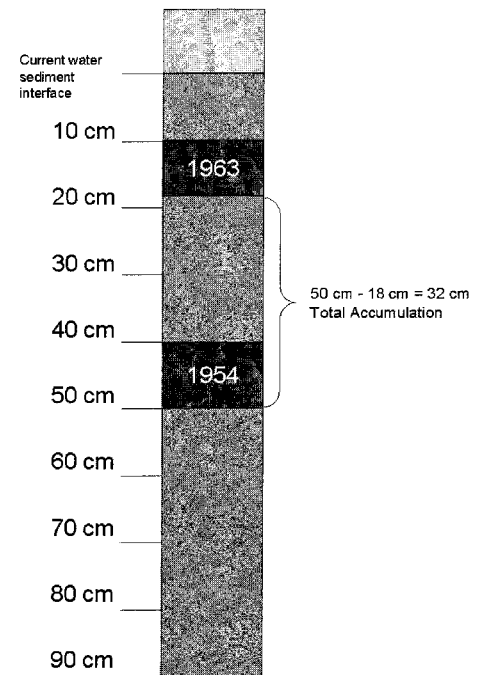 Current water
sediment
interface
10 cm
1963
20 cm
30 cm
50 cm - 18 cm = 32 cm
Total Accumulation
40 cm
1954
50 cm
60 cm
70 cm
80 cm
90 cm